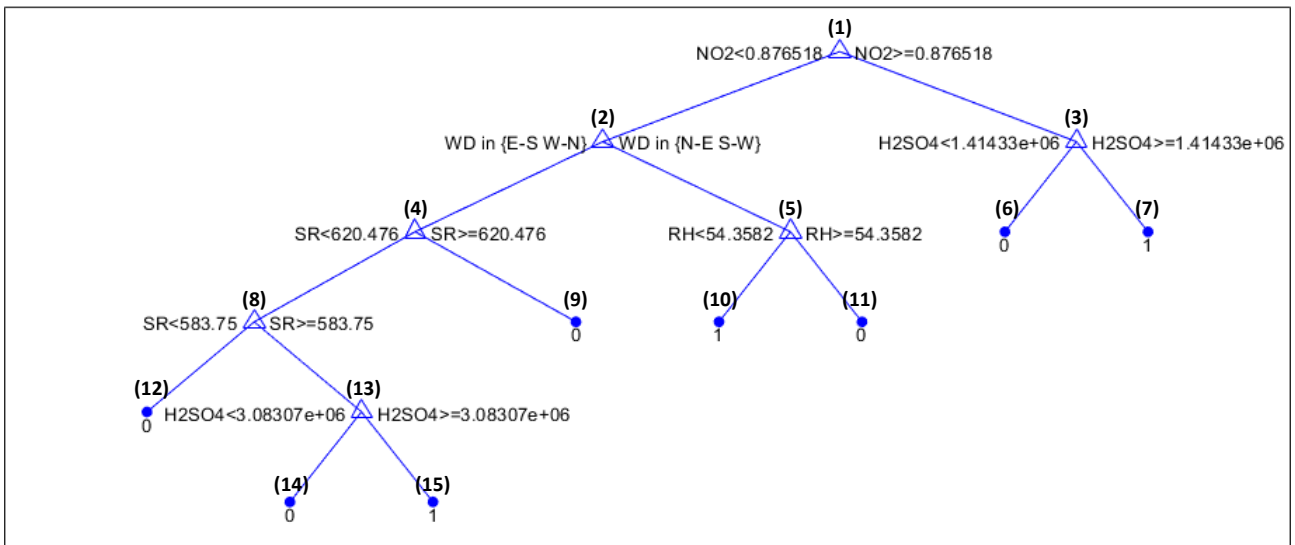 (1)
NO2<0.876518 NO2>=0.876518
(2) (3)
WD in {E-S W-N} WD in {N-E S-W} H2SO4<1.41433e+06 H2SO4>=1.41433e+06
(4) (5) (6) (7)
SR<620.476 SR>=620.476 RH<54.3582 RH>=54.3582
0 1
(8) (9) (10) (11)
SR<583.75 SR>=583.75
0 1 0
(12) (13)
H2SO4<3.08307e+06 H2SO4>=3.08307e+06
0
(14) (15)
0 1